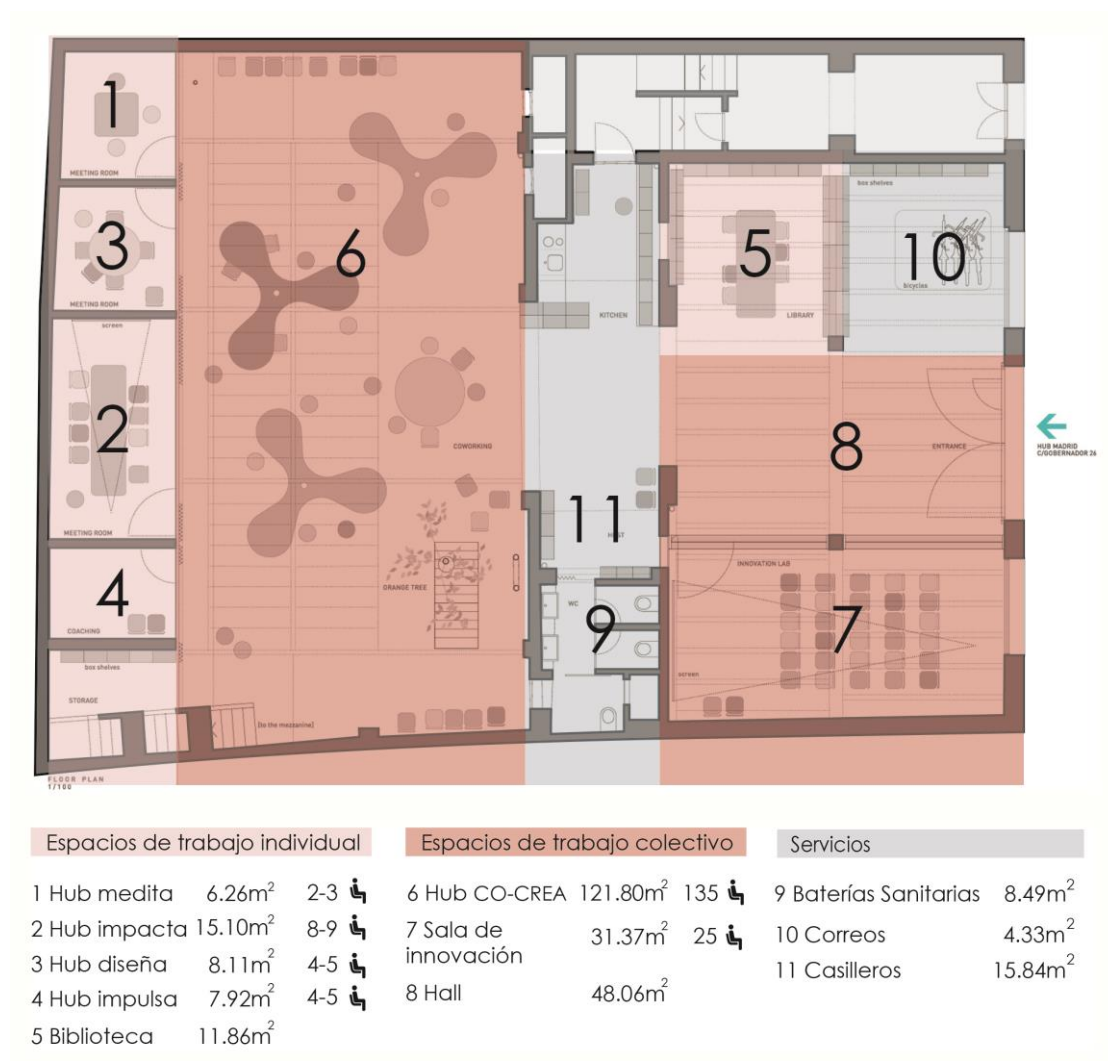 1
MEETING ROOM
3
MEETING ROOM
screen
2
MEETING ROOM
4
COACHING
box shelves
STORAGE
[to the mezzanine]
FLOOR PLAN
1/100
6
COWORKING
ORANGE TREE
KITCHEN
11
WC
9
5
LIBRARY
box shelves
10
bicycles
8
ENTRANCE
HUB MADRID
C/GOBERNADOR 26
INNOVATION LAB
7
screen
Espacios de trabajo individual
1 Hub medita 6.26m2 2-3
2 Hub impacta 15.10m2 8-9
3 Hub diseña 8.11m2 4-5
4 Hub impulsa 7.92m2 4-5
5 Biblioteca 11.86m2
Espacios de trabajo colectivo
6 Hub CO-CREA 121.80m2 135
7 Sala de
innovación 31.37m2 25
8 Hall 48.06m2
Servicios
9 Baterías Sanitarias 8.49m2
10 Correos 4.33m2
11 Casilleros 15.84m2